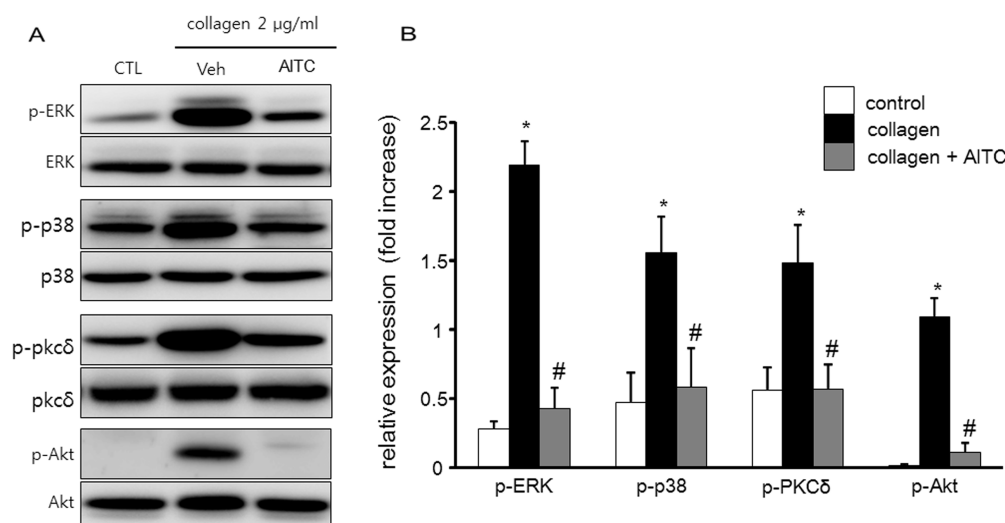 A
collagen 2 µg/ml
CTL Veh AITC
p-ERK
ERK
p-p38
p38
p-pkcδ
pkcδ
p-Akt
Akt
B
control
collagen
collagen + AITC
relative expression (fold increase)
2.5
2
1.5
1
0.5
0
* # * # * # * #
p-ERK p-p38 p-PKCδ p-Akt